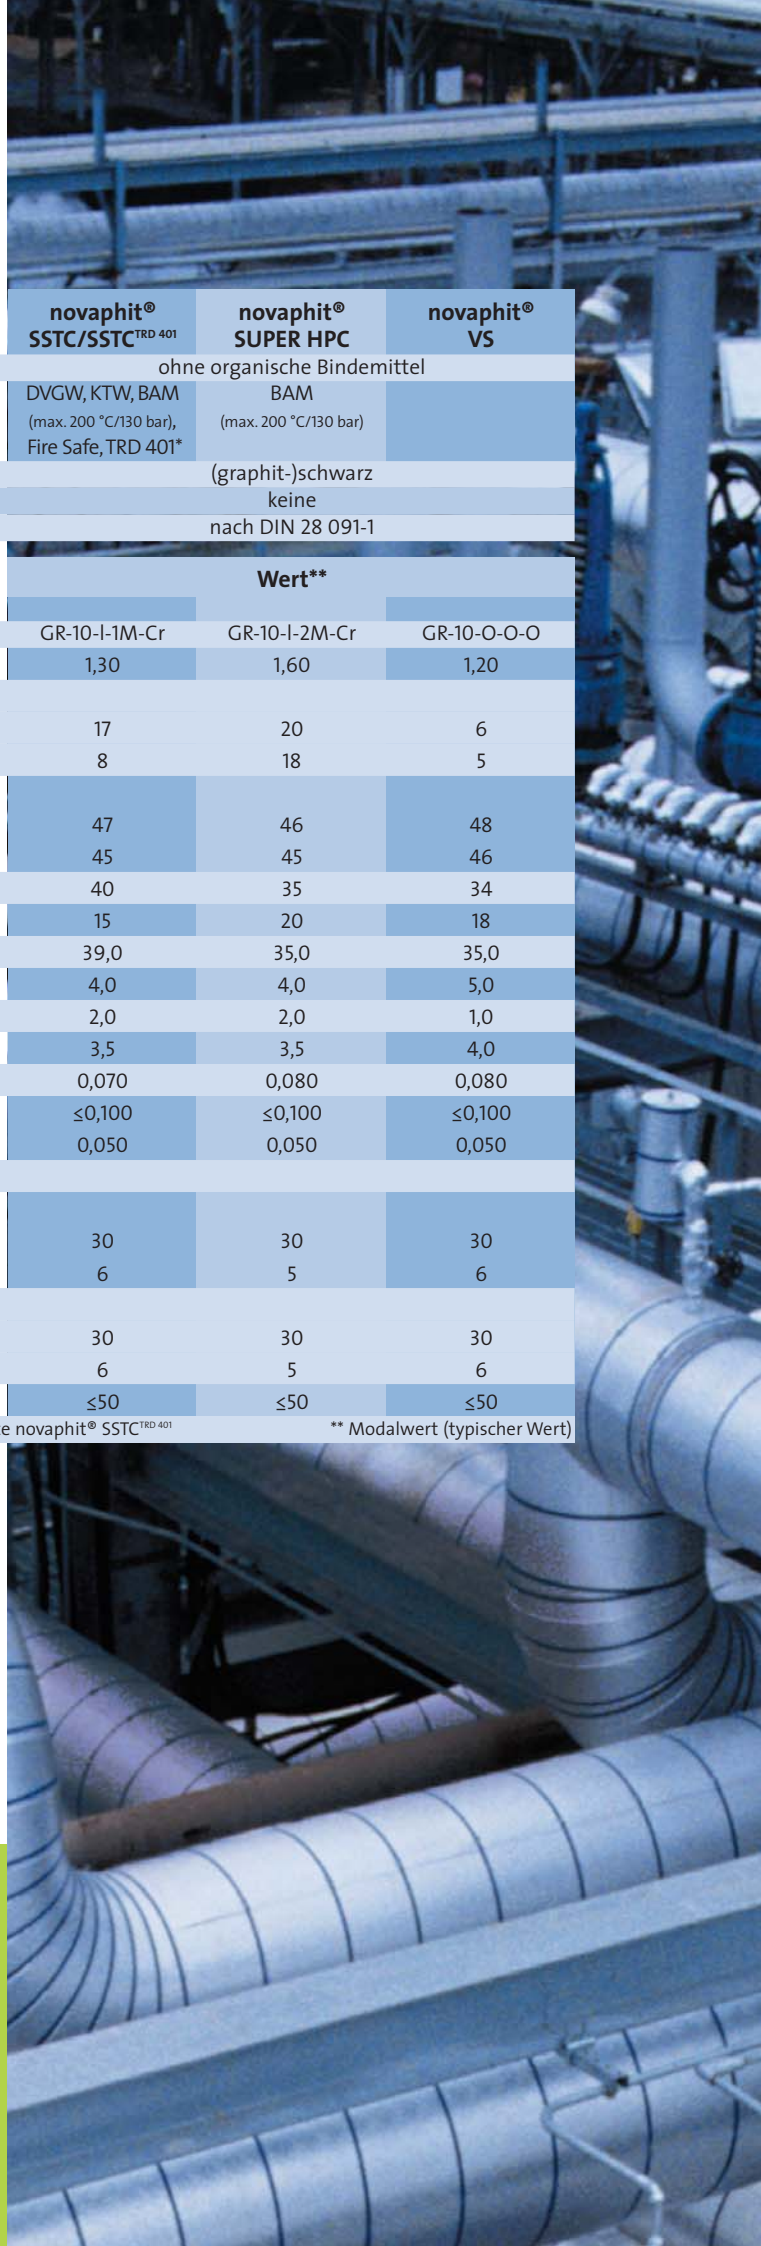 novaphit® novaphit® novaphit®
SSTC/SSTCTRD 401 SUPER HPC VS
ohne organische Bindemittel
DVGW, KTW, BAM BAM
(max. 200 °C/130 bar), (max. 200 °C/130 bar)
Fire Safe, TRD 401*
(graphit-)schwarz
keine
nach DIN 28 091-1
Wert**
GR-10-l-1M-Cr GR-10-l-2M-Cr GR-10-O-O-O
1,30 1,60 1,20
17 20 6
8 18 5
47 46 48
45 45 46
40 35 34
15 20 18
39,0 35,0 35,0
4,0 4,0 5,0
2,0 2,0 1,0
3,5 3,5 4,0
0,070 0,080 0,080
≤0,100 ≤0,100 ≤0,100
0,050 0,050 0,050
30 30 30
6 5 6
30 30 30
6 5 6
≤50 ≤50 ≤50
novaphit® SSTCTRD 401 ** Modalwert (typischer Wert)